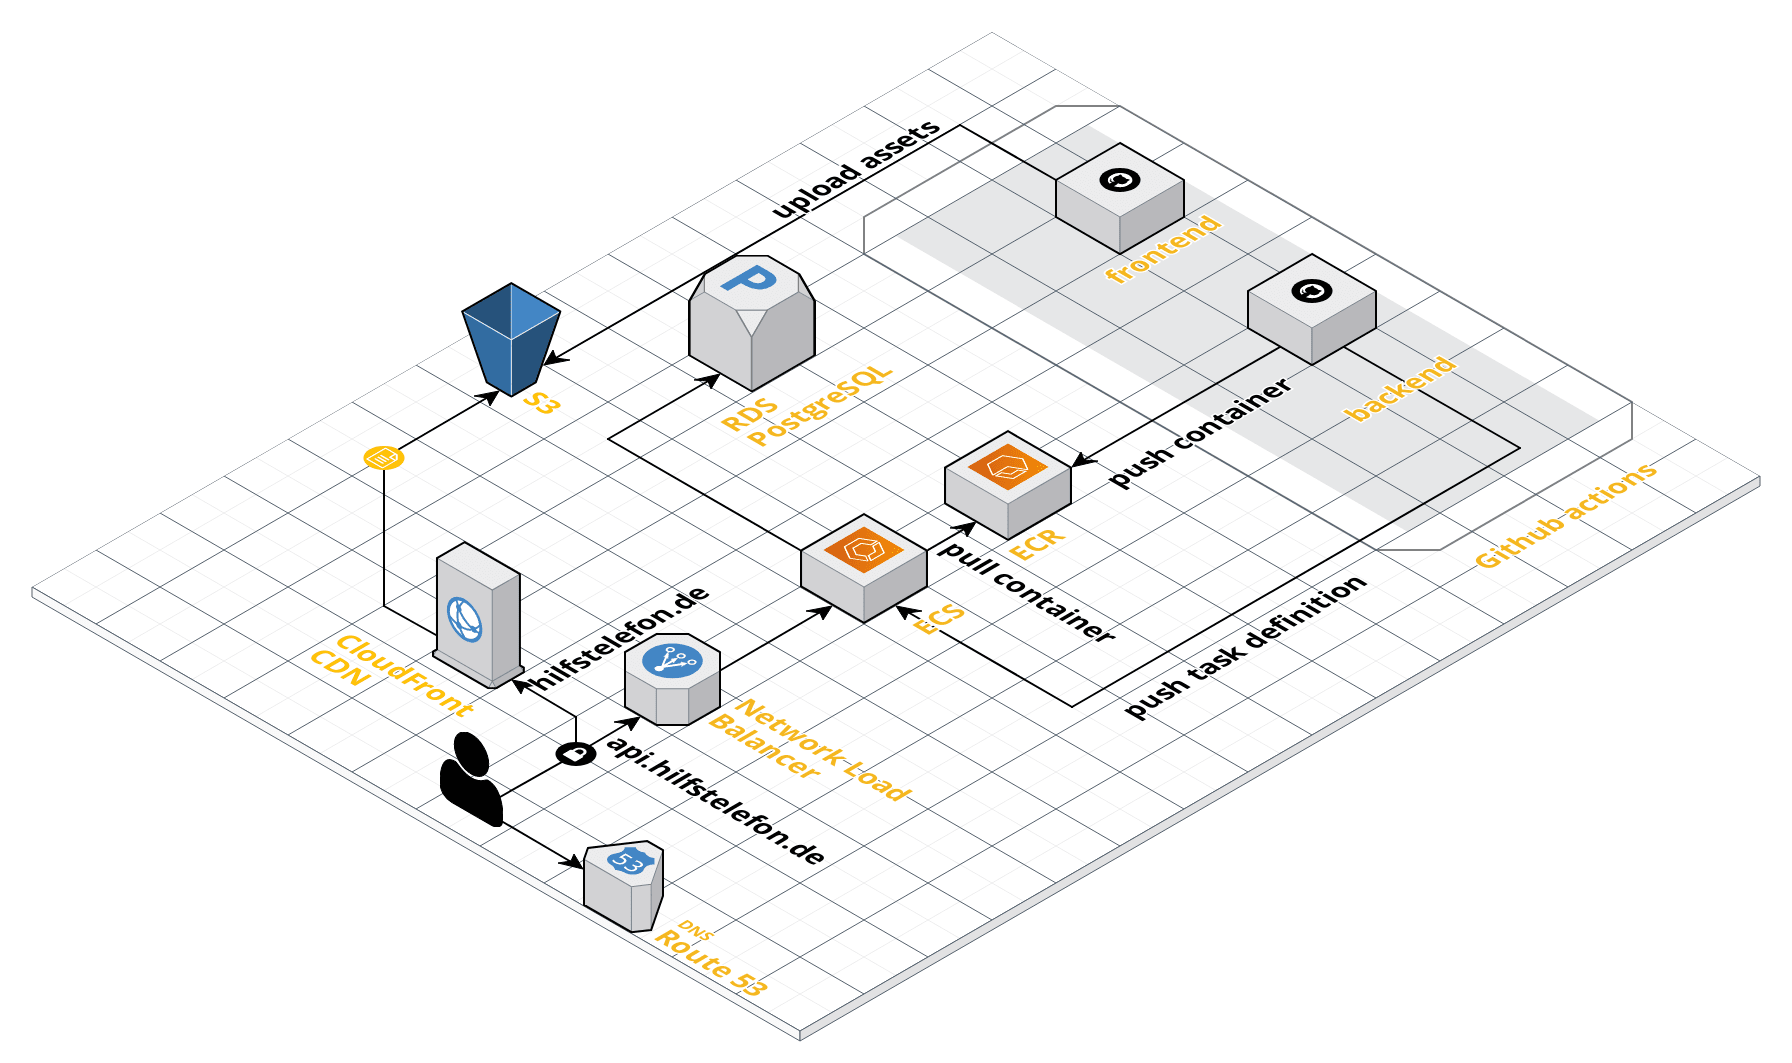 upload assets
frontend
backend
Github actions
S3
RDS
PostgreSQL
P
push container
ECR
pull container
ECS
push task definition
hilfstelefon.de
CloudFront
CDN
Network Load
Balancer
api.hilfstelefon.de
53
DNS
Route 53